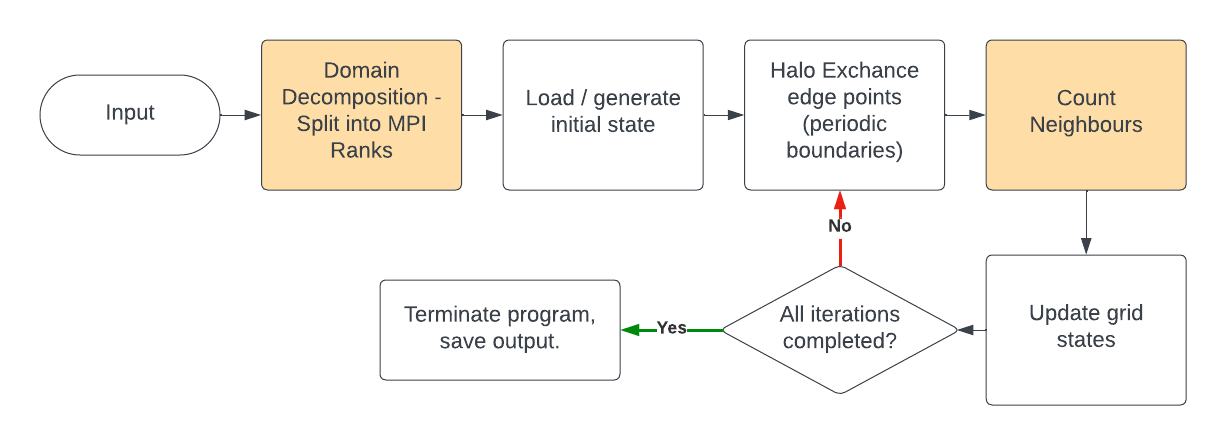 Input
Domain
Decomposition -
Split into MPI
Ranks
Load / generate
initial state
Halo Exchance
edge points
(periodic
boundaries)
Count
Neighbours
No
Terminate program,
save output.
Yes
All iterations
completed?
Update grid
states